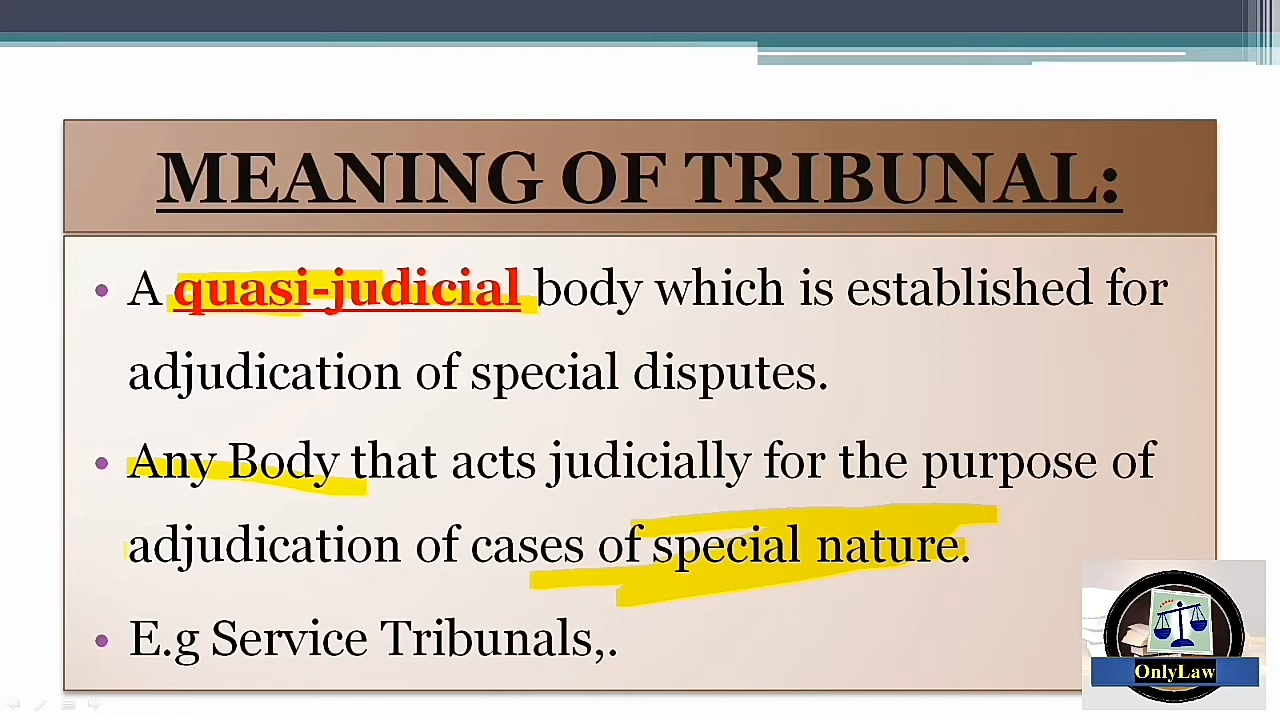 MEANING OF TRIBUNAL:
• A quasi-judicial body which is established for
adjudication of special disputes.
• Any Body that acts judicially for the purpose of
adjudication of cases of special nature.
• E.g Service Tribunals,.
OnlyLaw